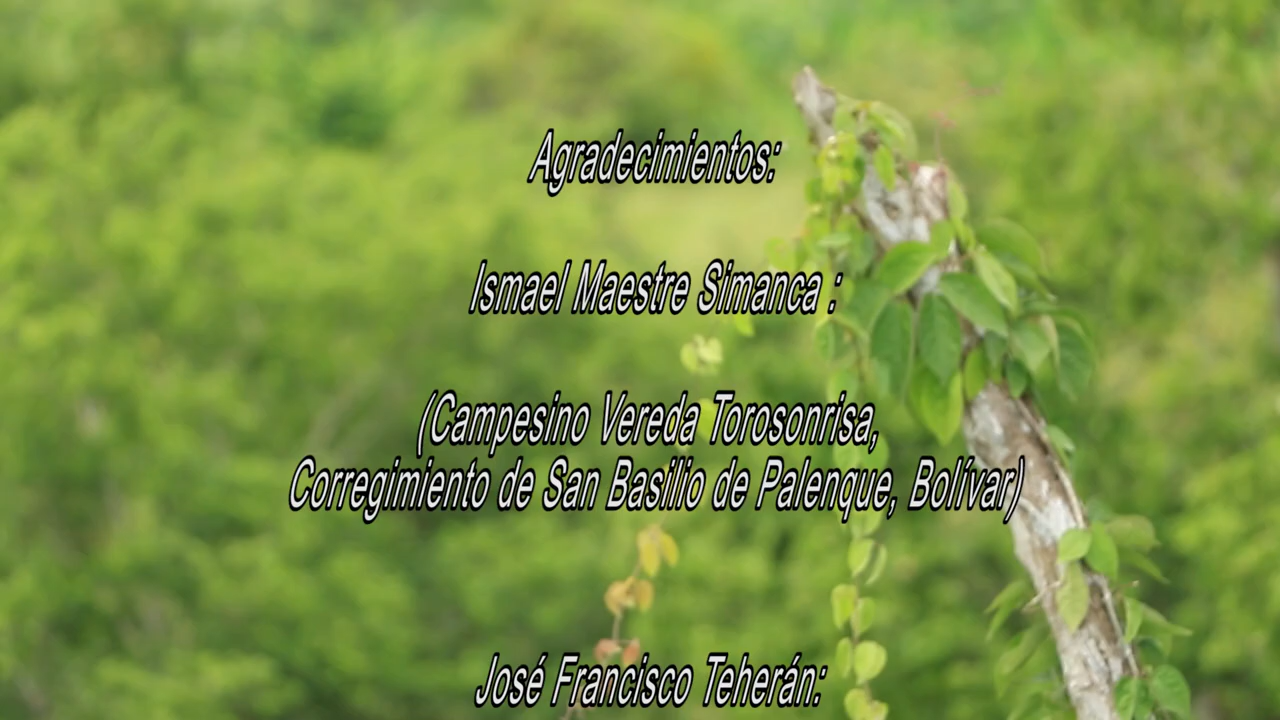 Agradecimientos:
Ismael Maestre Simanca :
(Campesino Vereda Torosonrisa,
Corregimiento de San Basilio de Palenque, Bolívar)
José Francisco Teherán: